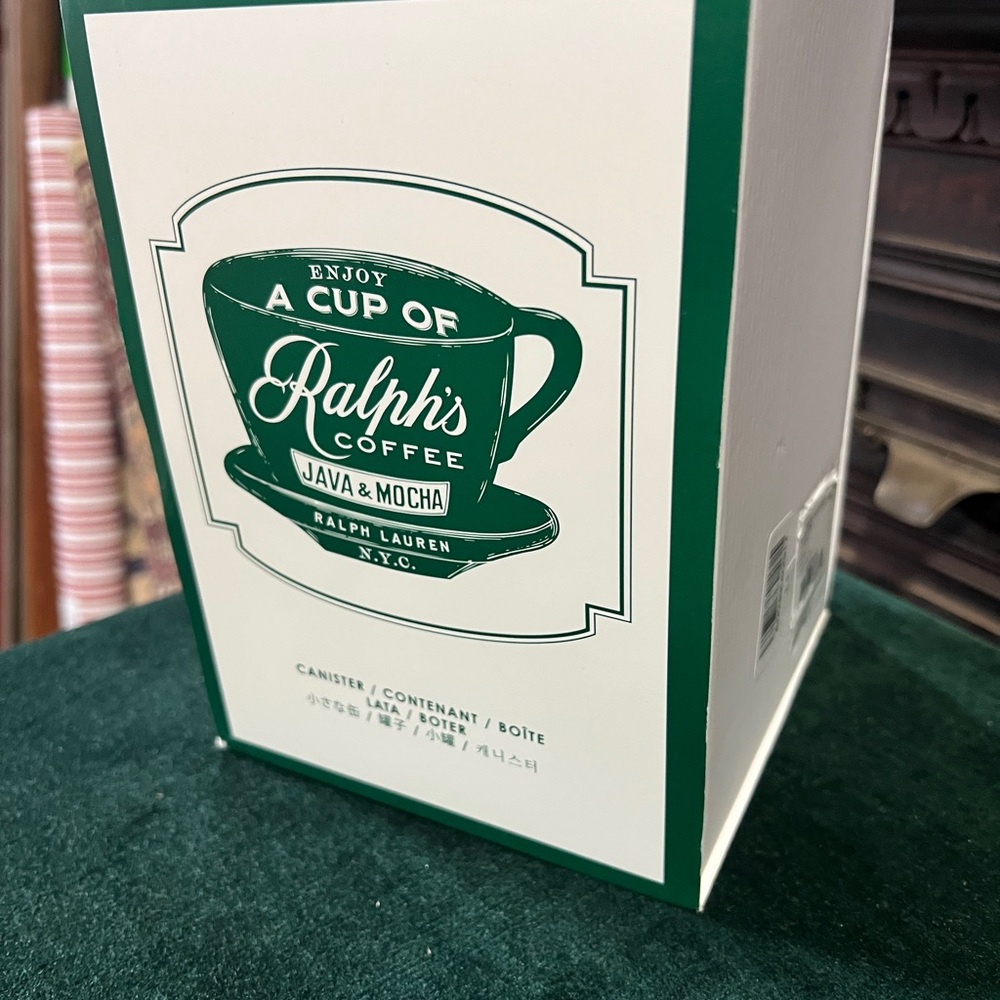 ENJOY
A CUP OF
Ralph's
COFFEE
JAVA & MOCHA
RALPH LAUREN
N.Y.C.
CANISTER / CONTENANT / BOÎTE
LATA / BOTER
小さな缶 / 罐子 / 小罐 / 캐니스터